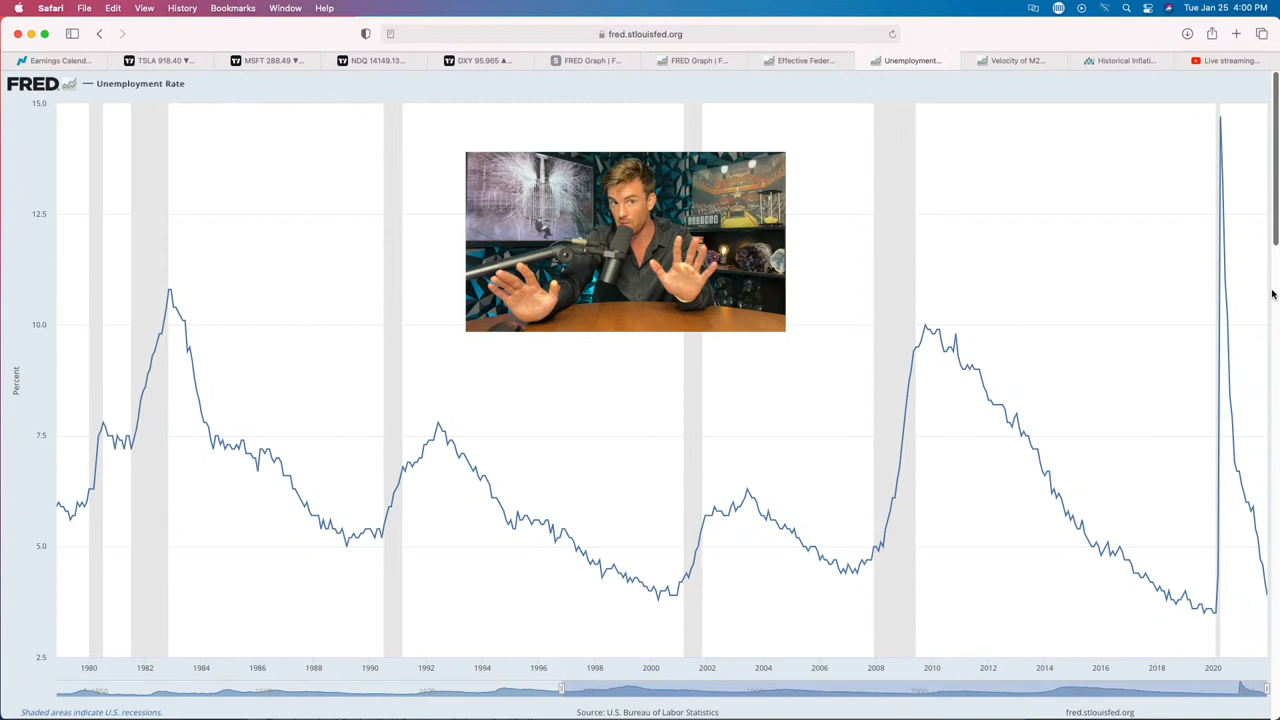 Safari File Edit View History Bookmarks Window Help Tue Jan 25 4:00 PM
fred.stlouisfed.org
Earnings Calend... TSLA 918.40 ▼... MSFT 288.49 ▼... NDQ 14149.13... DXY 95.965 ▲... FRED Graph | F... FRED Graph | F... Effective Feder... Unemployment... Velocity of M2... Historical Inflati... Live streaming...
FRED Unemployment Rate
15.0
12.5
10.0
7.5
5.0
2.5
Percent
1980 1982 1984 1986 1988 1990 1992 1994 1996 1998 2000 2002 2004 2006 2008 2010 2012 2014 2016 2018 2020
Shaded areas indicate U.S. recessions. Source: U.S. Bureau of Labor Statistics fred.stlouisfed.org